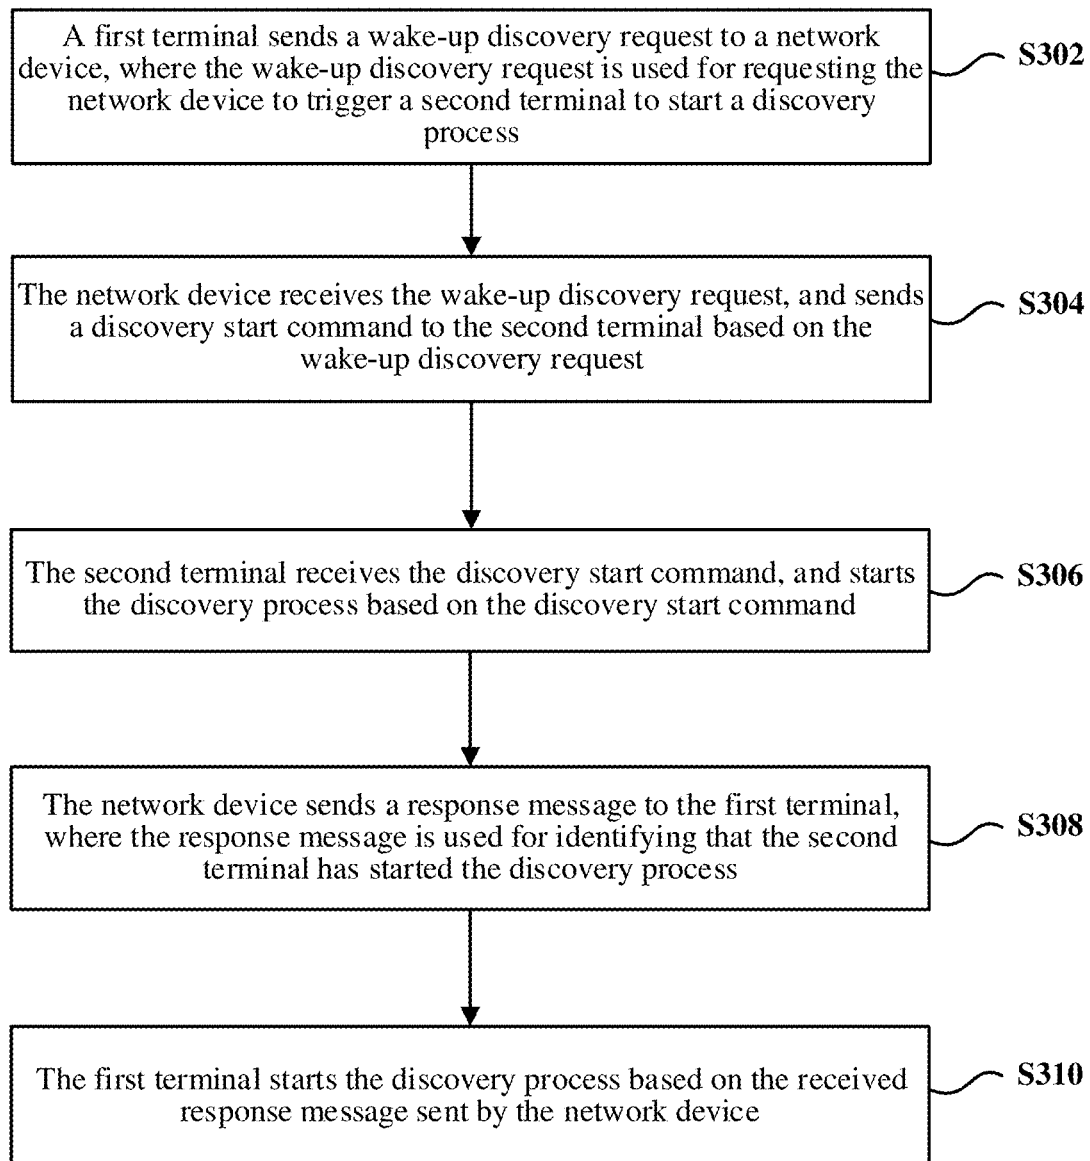 A first terminal sends a wake-up discovery request to a network
device, where the wake-up discovery request is used for requesting the
network device to trigger a second terminal to start a discovery
process
S302
The network device receives the wake-up discovery request, and sends
a discovery start command to the second terminal based on the
wake-up discovery request
S304
The second terminal receives the discovery start command, and starts
the discovery process based on the discovery start command
S306
The network device sends a response message to the first terminal,
where the response message is used for identifying that the second
terminal has started the discovery process
S308
The first terminal starts the discovery process based on the received
response message sent by the network device
S310